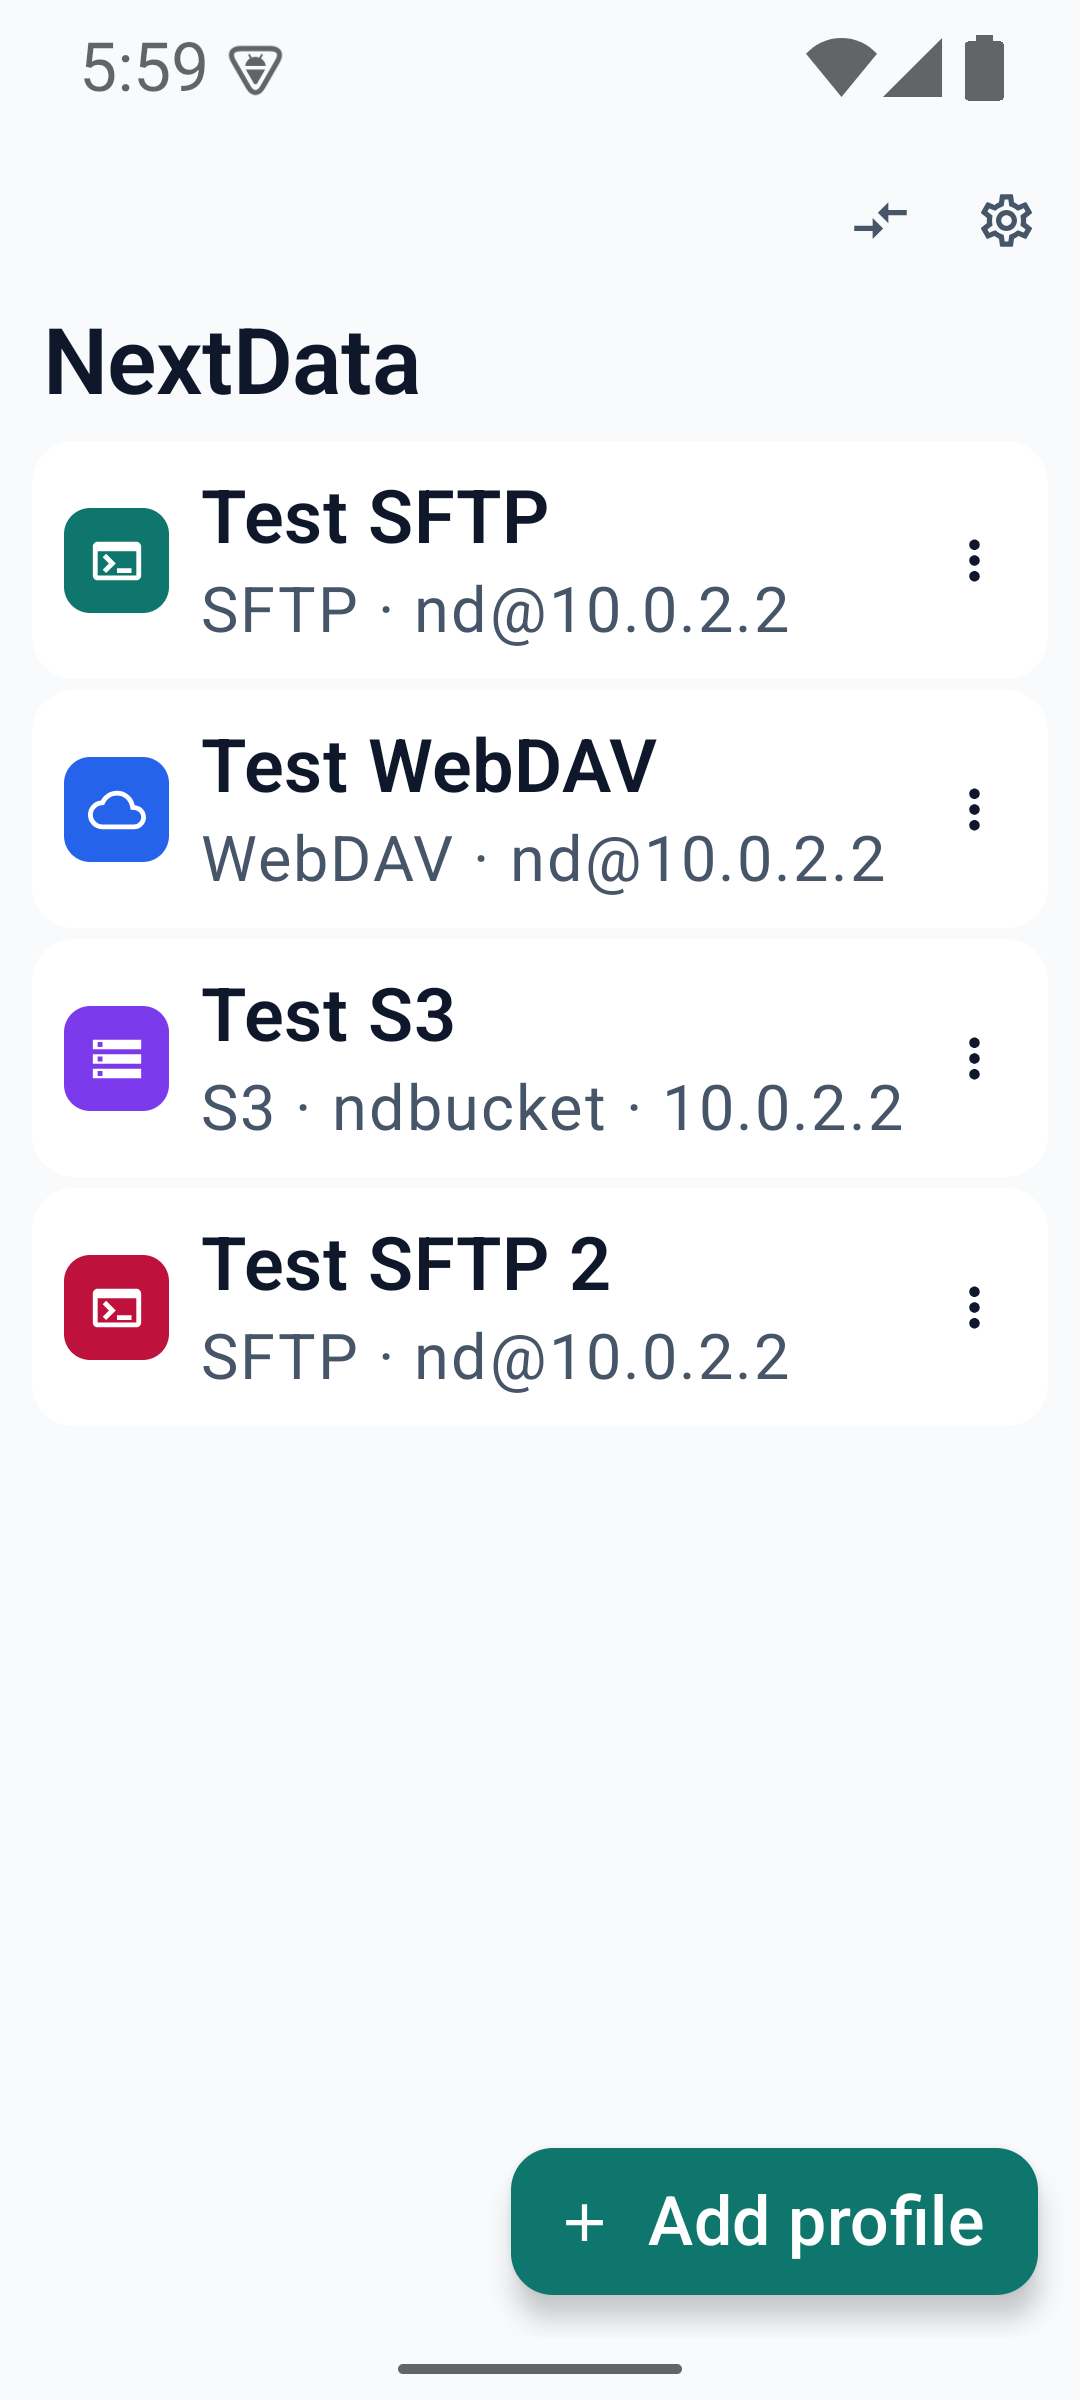 5:59
NextData
Test SFTP
SFTP · nd@10.0.2.2
Test WebDAV
WebDAV · nd@10.0.2.2
Test S3
S3 · ndbucket · 10.0.2.2
Test SFTP 2
SFTP · nd@10.0.2.2
+ Add profile